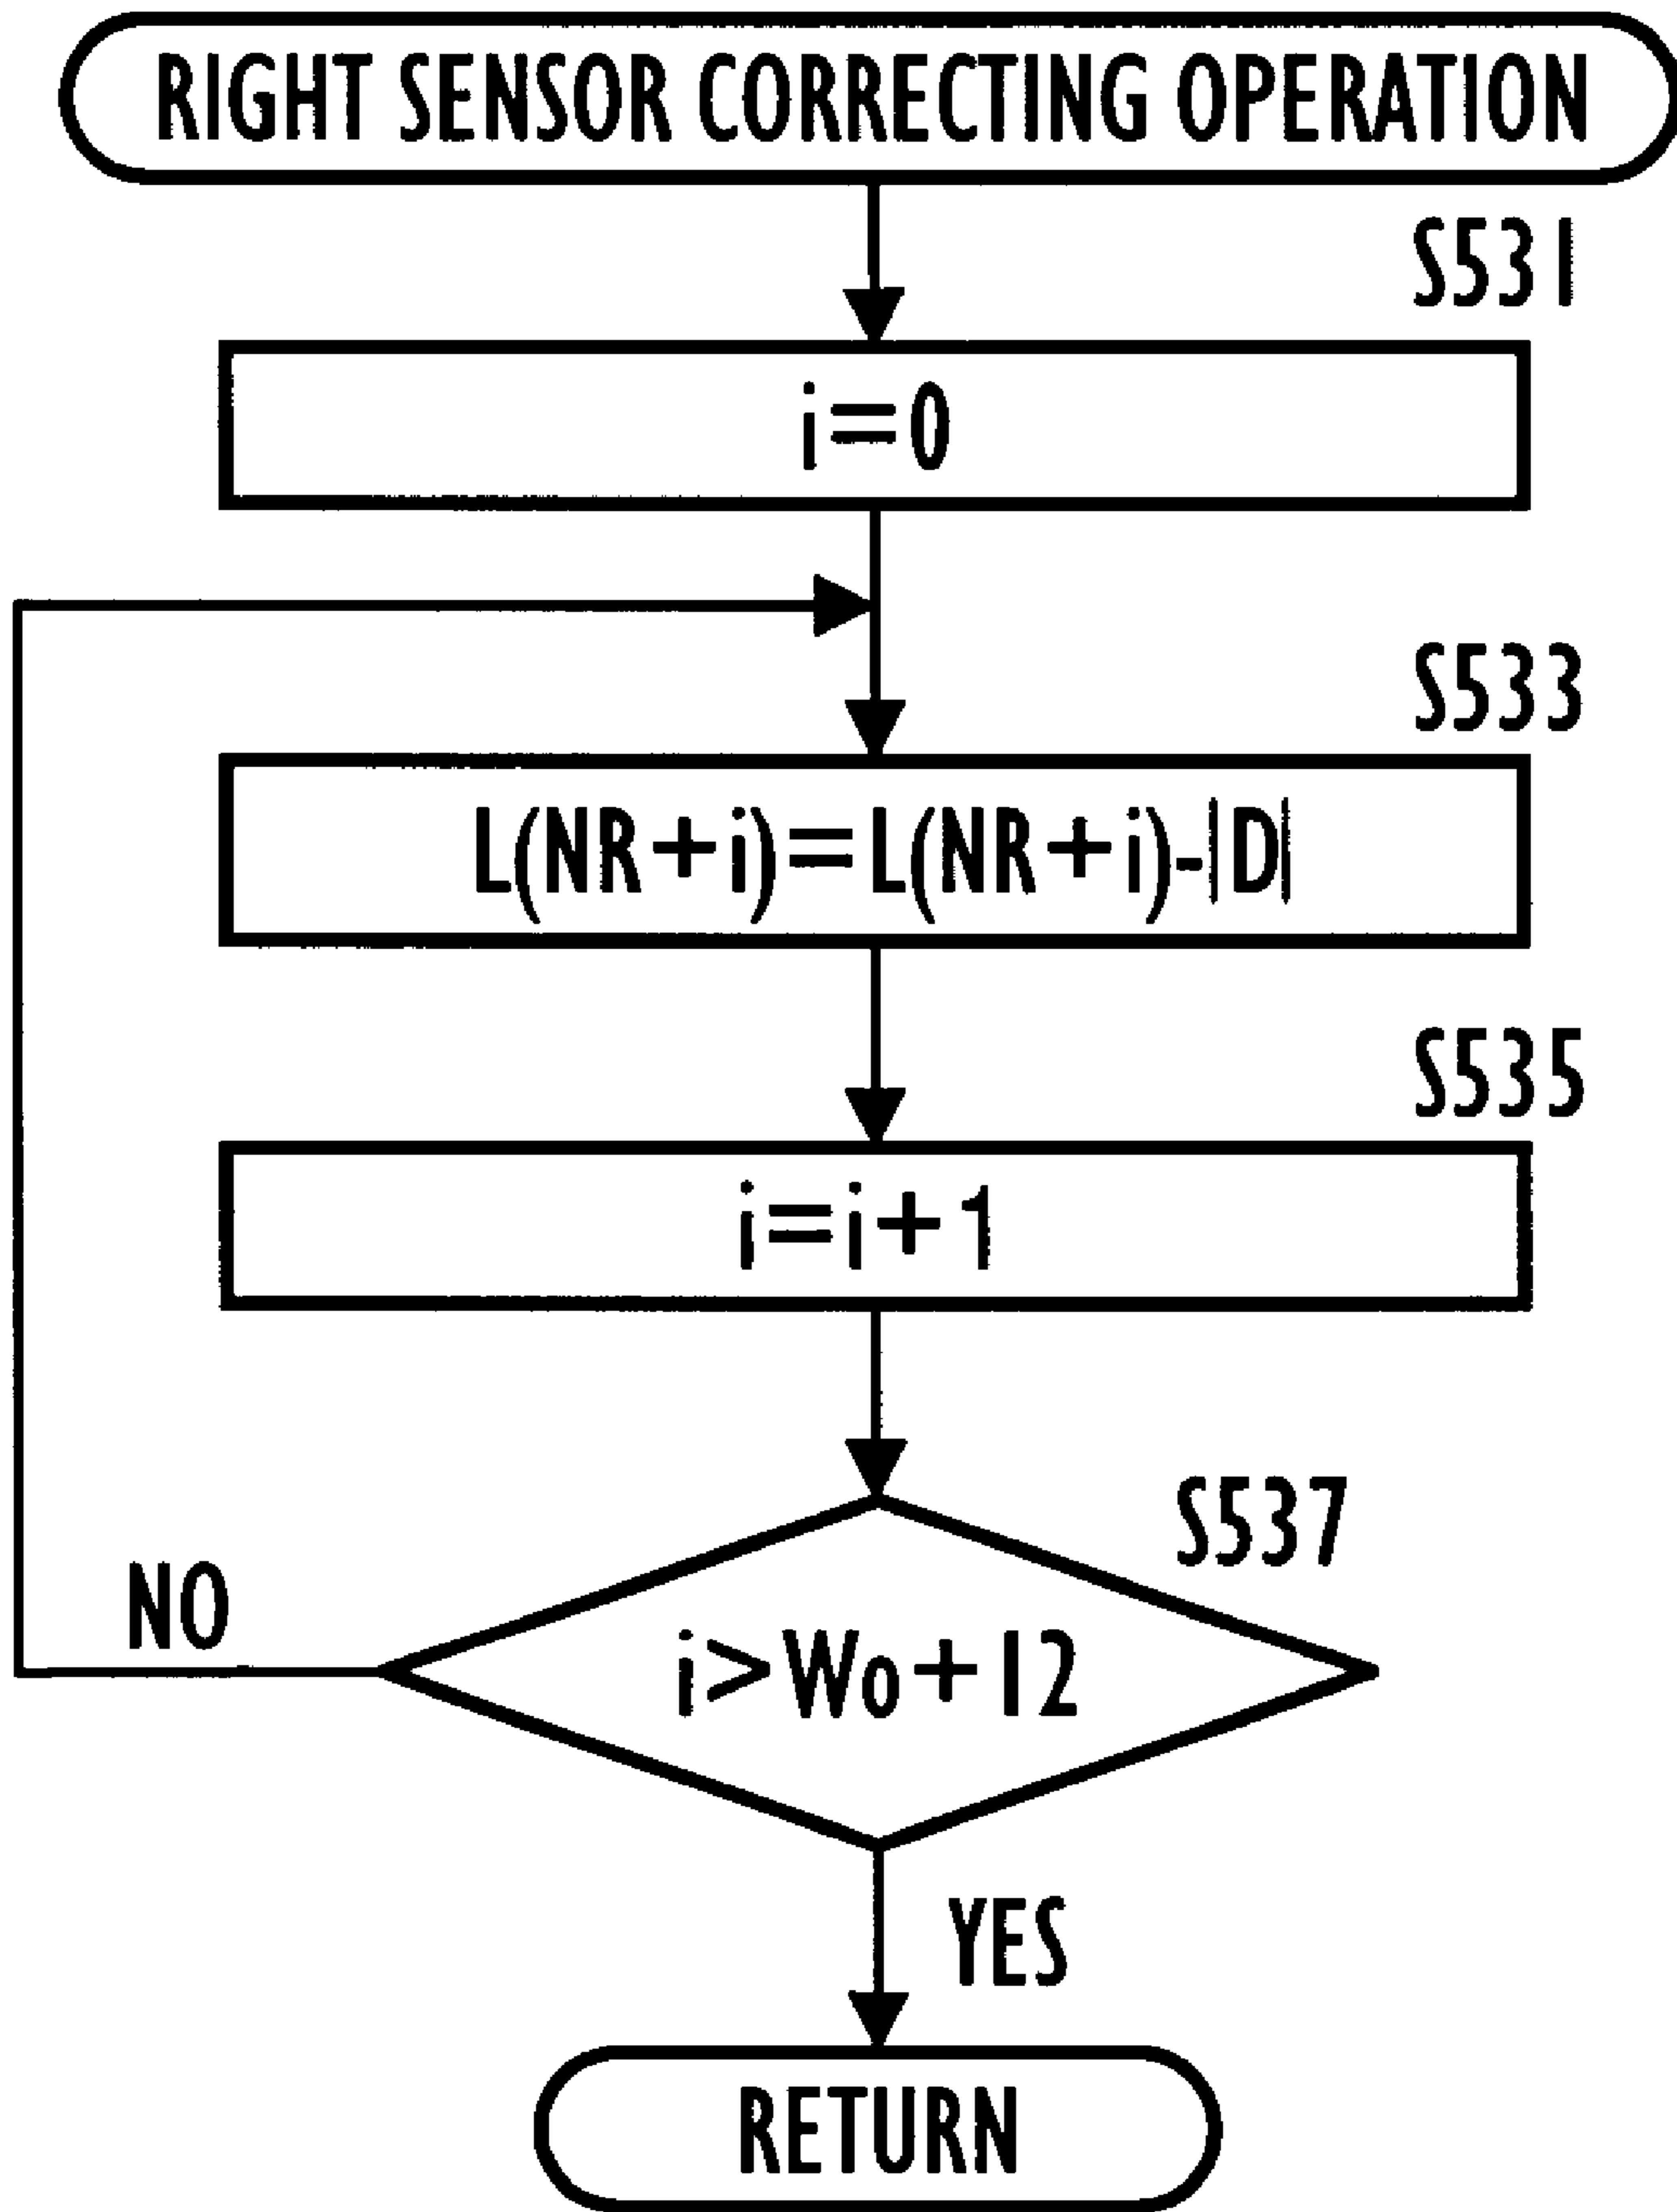 RIGHT SENSOR CORRECTING OPERATION
S531
i=0
S533
L(NR+i)=L(NR+i)-|D|
S535
i=i+1
S537
NO
i>Wo+12
YES
RETURN